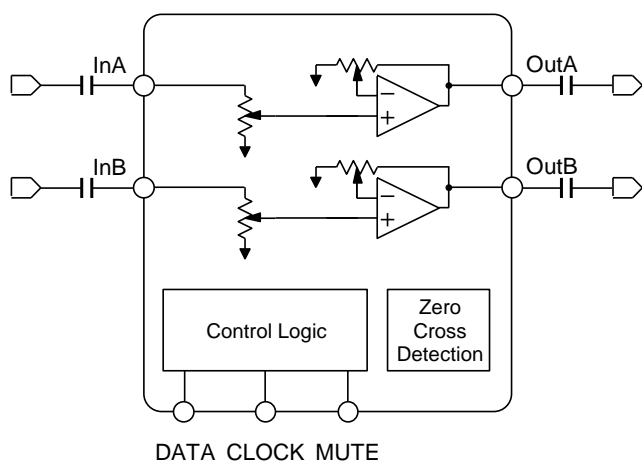 InA
OutA
InB
OutB
−
+
−
+
Control Logic
Zero
Cross
Detection
DATA CLOCK MUTE